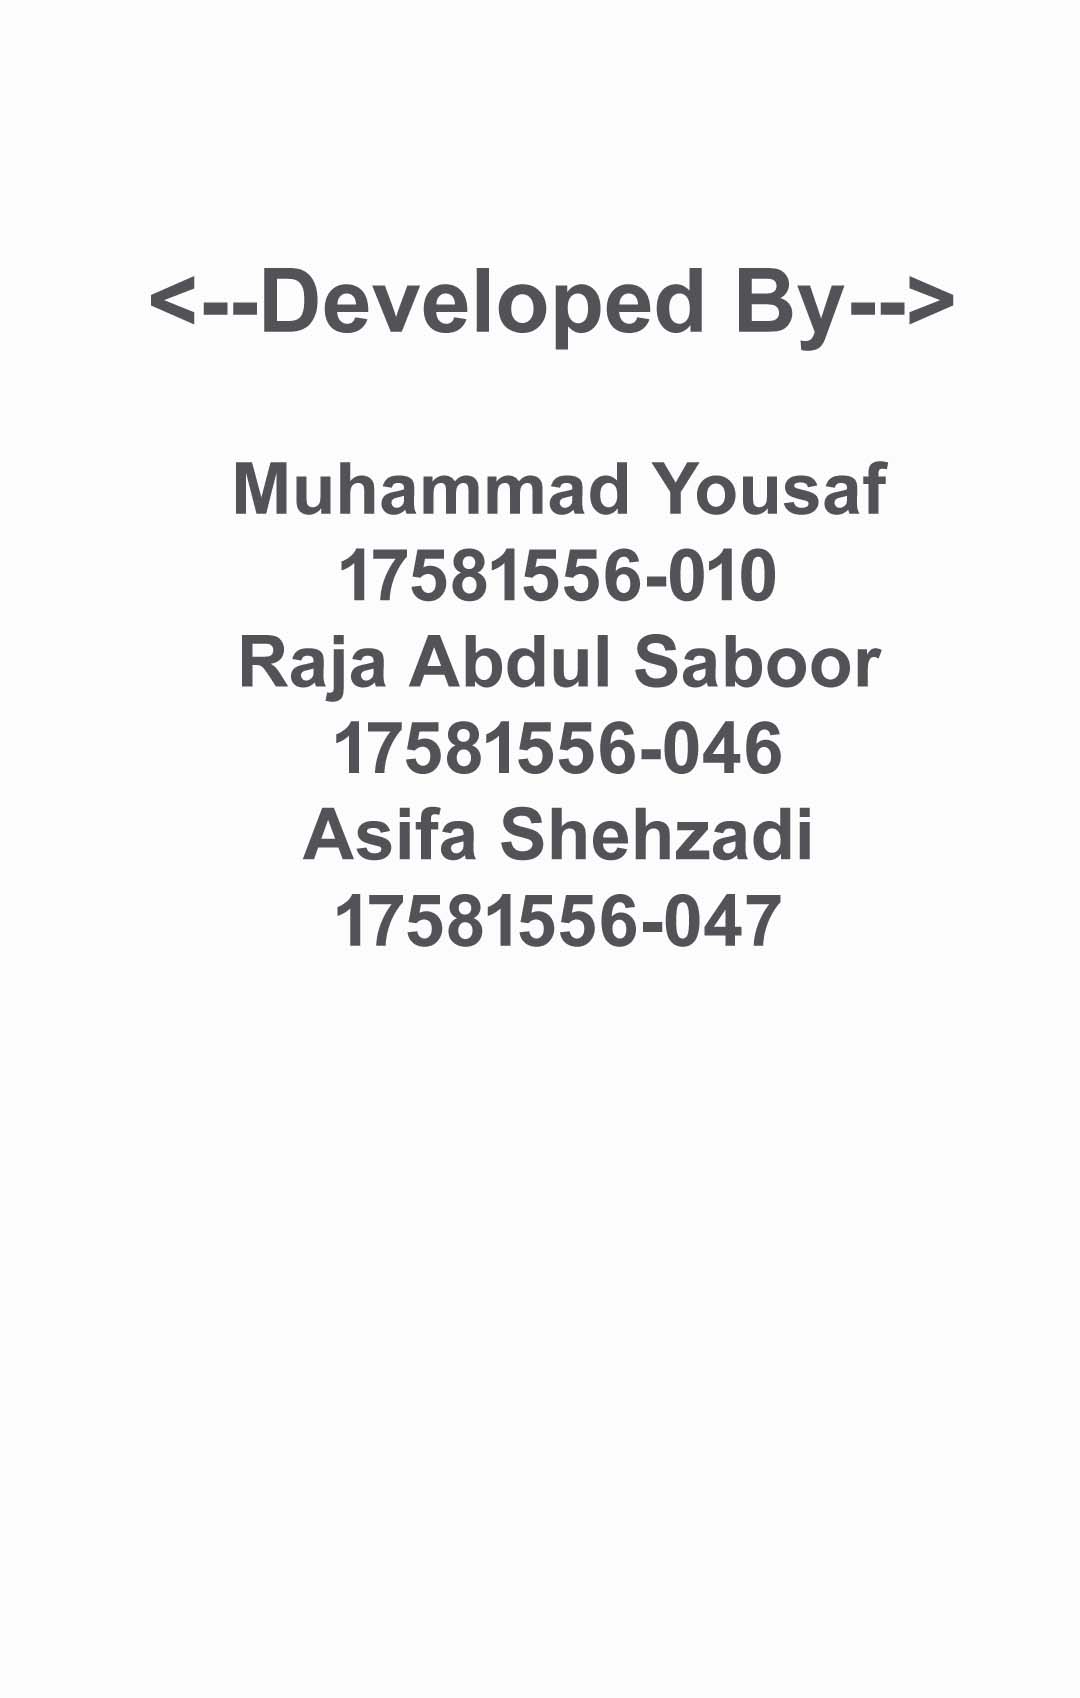 <--Developed By-->
Muhammad Yousaf
17581556-010
Raja Abdul Saboor
17581556-046
Asifa Shehzadi
17581556-047